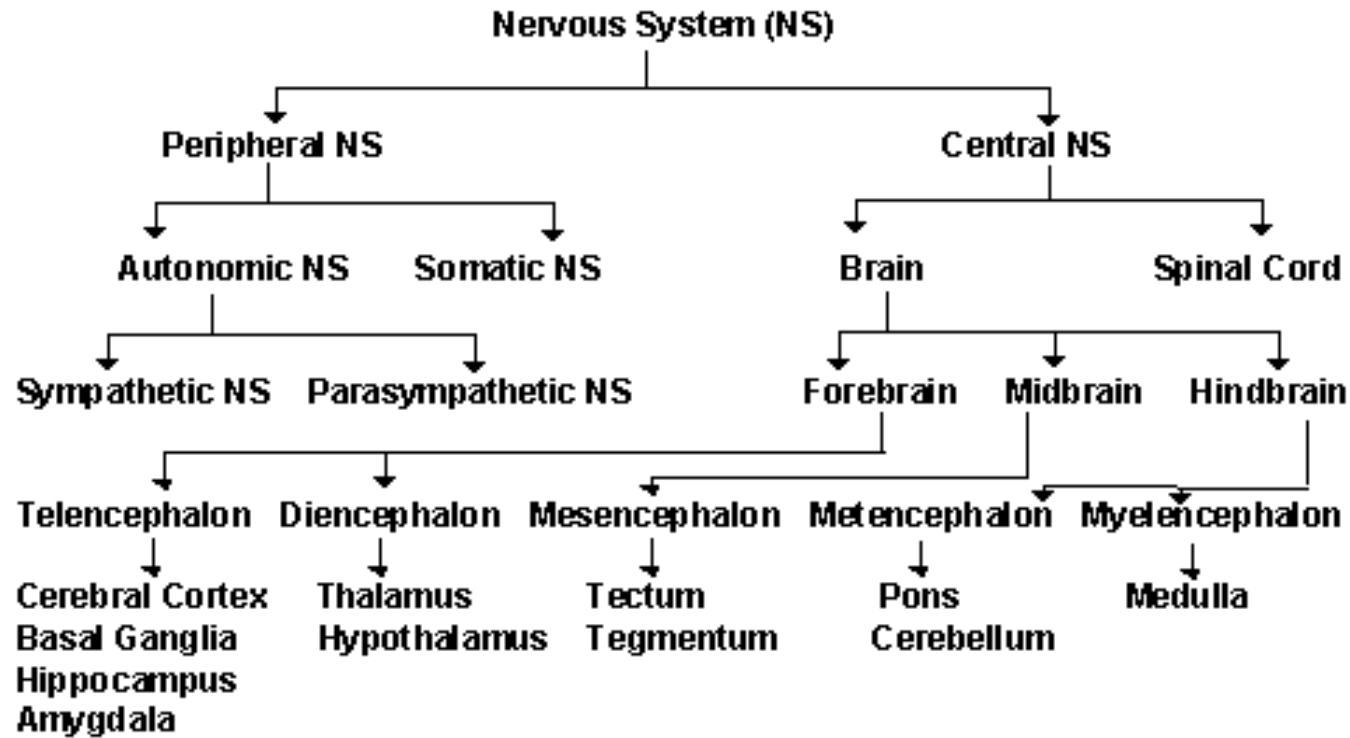 Nervous System (NS)
Peripheral NS Central NS
Autonomic NS Somatic NS Brain Spinal Cord
Sympathetic NS Parasympathetic NS Forebrain Midbrain Hindbrain
Telencephalon Diencephalon Mesencephalon Metencephalon Myelencephalon
Cerebral Cortex Thalamus Tectum Pons Medulla
Basal Ganglia Hypothalamus Tegmentum Cerebellum
Hippocampus
Amygdala